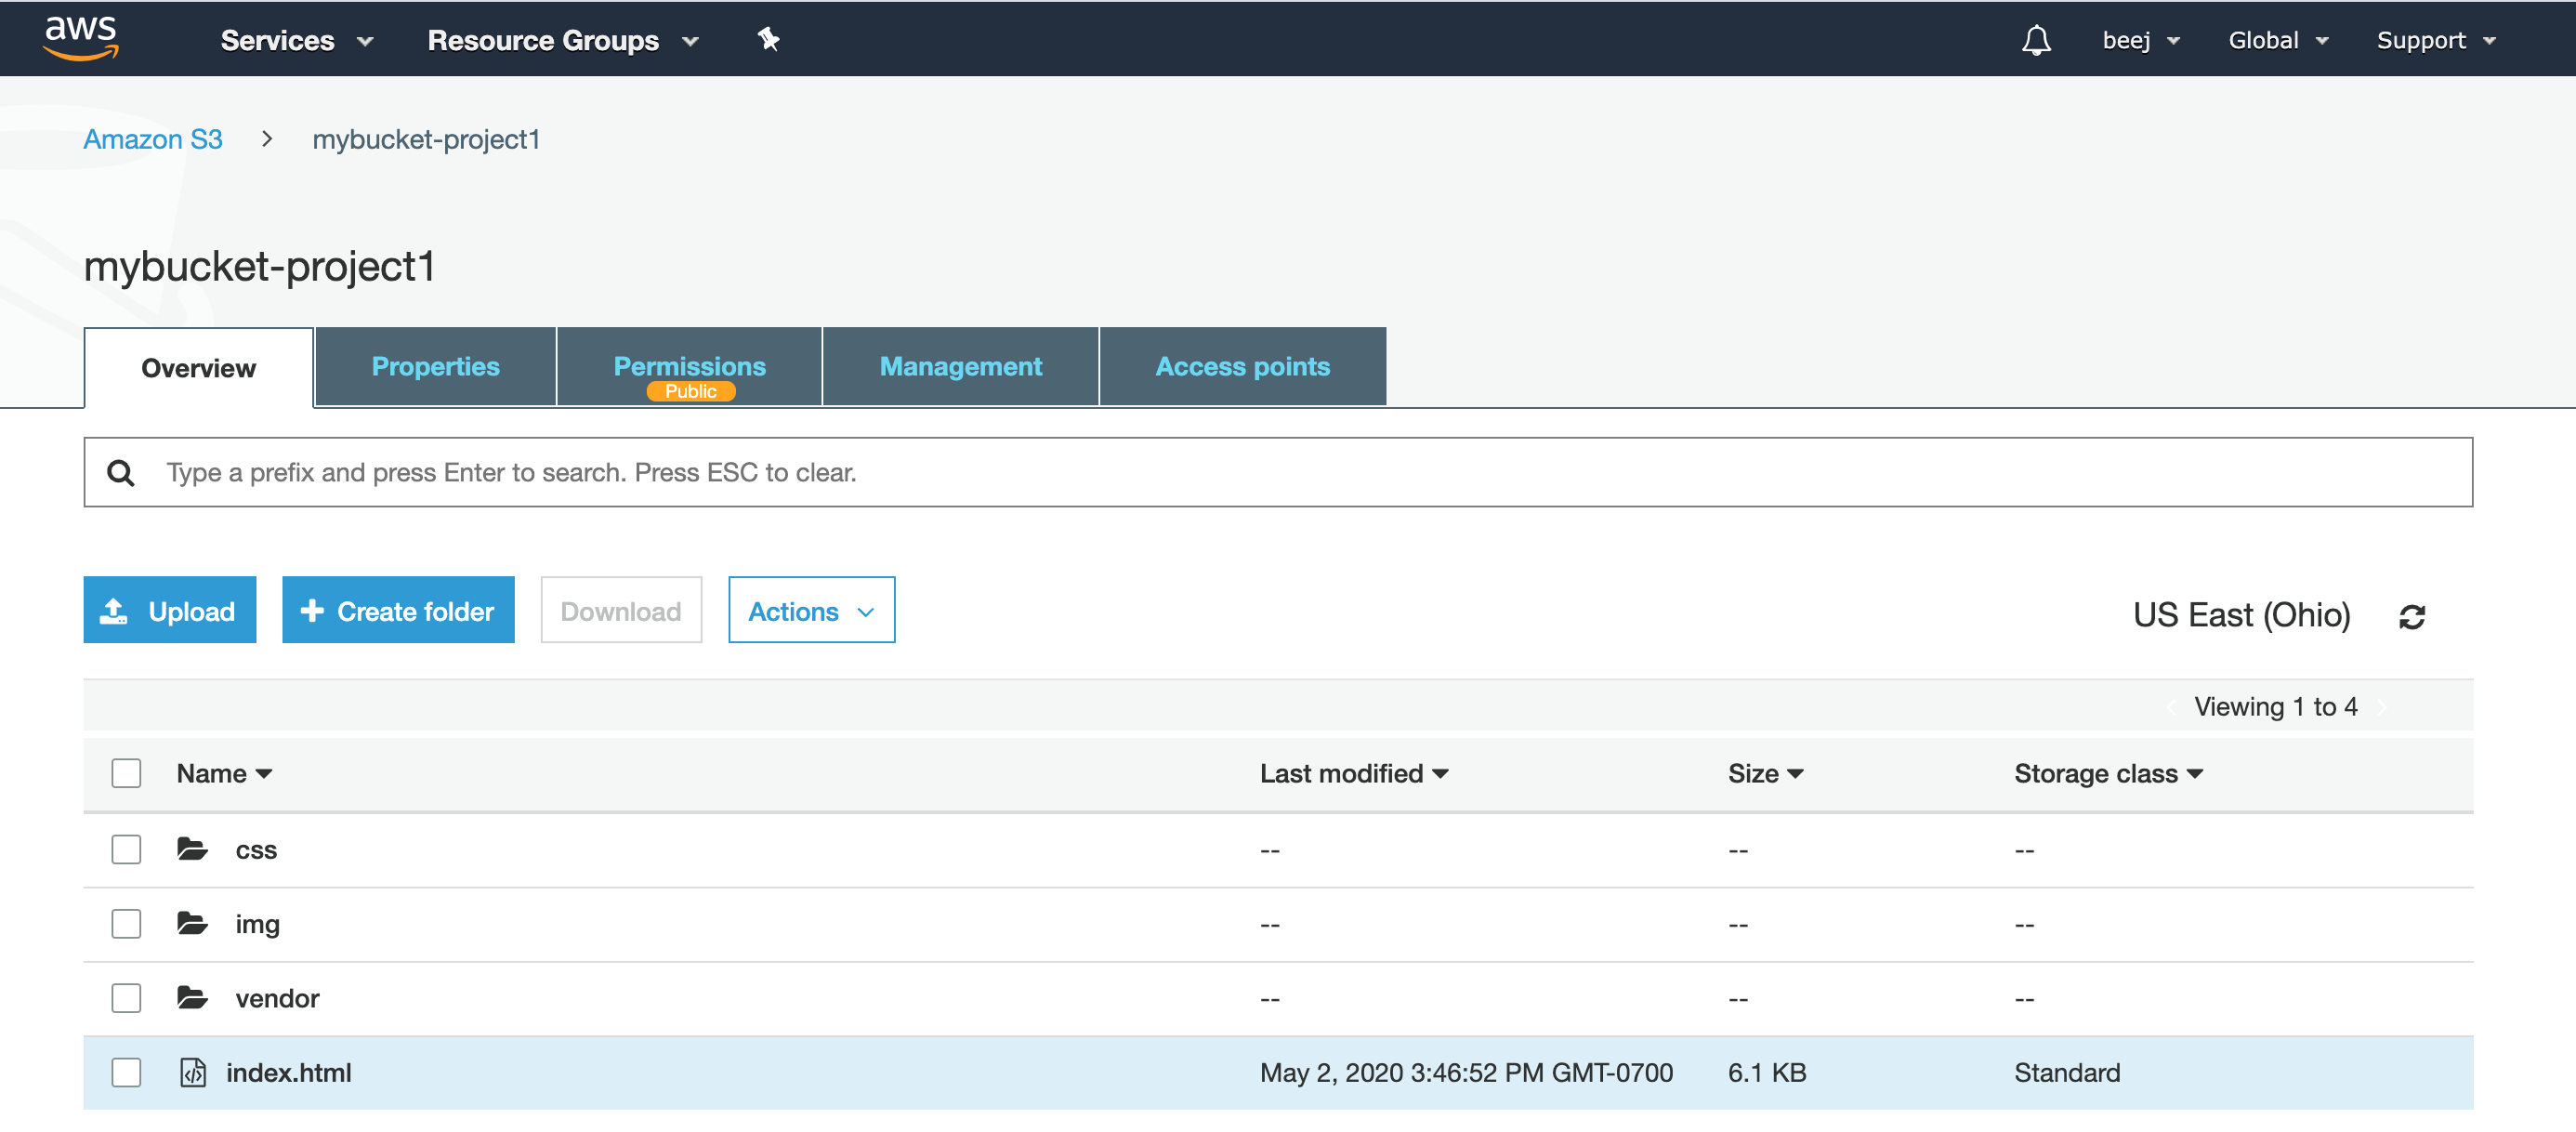 aws Services Resource Groups beej Global Support
Amazon S3 > mybucket-project1
mybucket-project1
Overview Properties Permissions Management Access points
Public
Type a prefix and press Enter to search. Press ESC to clear.
Upload + Create folder Download Actions US East (Ohio)
Viewing 1 to 4
Name Last modified Size Storage class
css -- -- --
img -- -- --
vendor -- -- --
index.html May 2, 2020 3:46:52 PM GMT-0700 6.1 KB Standard